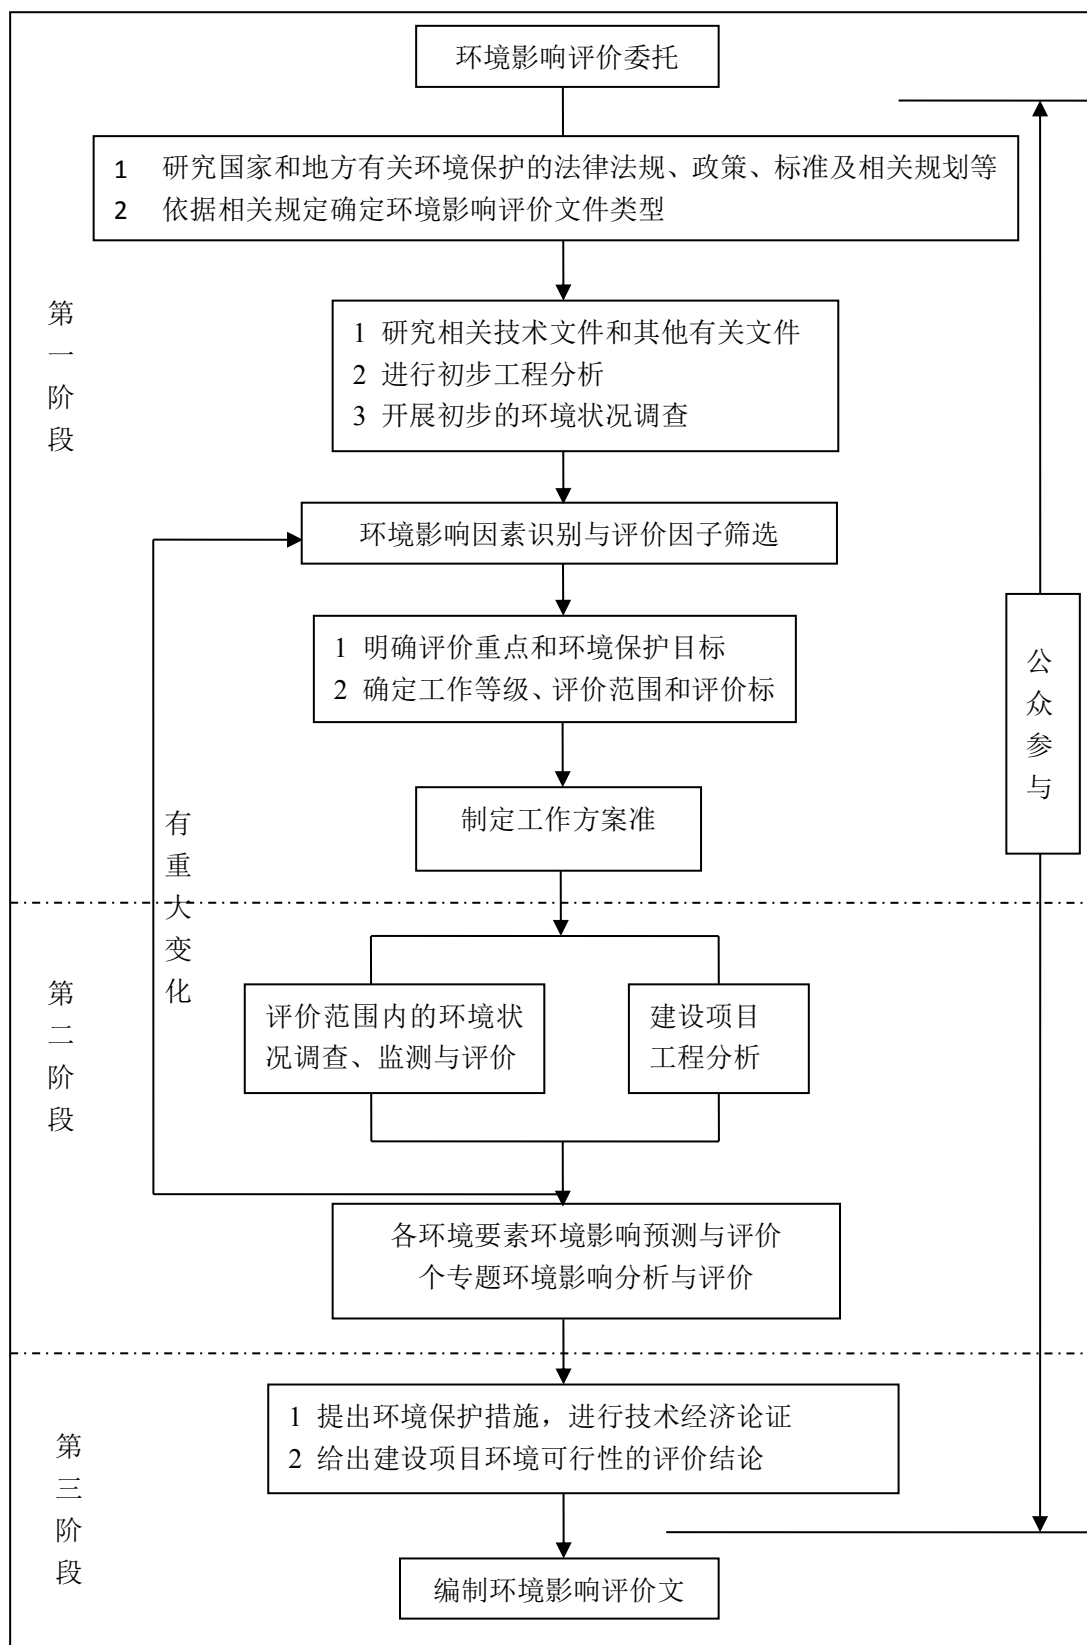 环境影响评价委托
1 研究国家和地方有关环境保护的法律法规、政策、标准及相关规划等
2 依据相关规定确定环境影响评价文件类型
第一阶段
1 研究相关技术文件和其他有关文件
2 进行初步工程分析
3 开展初步的环境状况调查
环境影响因素识别与评价因子筛选
1 明确评价重点和环境保护目标
2 确定工作等级、评价范围和评价标
公众参与
制定工作方案准
有重大变化
第二阶段
评价范围内的环境状
况调查、监测与评价
建设项目
工程分析
各环境要素环境影响预测与评价
个专题环境影响分析与评价
第三阶段
1 提出环境保护措施，进行技术经济论证
2 给出建设项目环境可行性的评价结论
编制环境影响评价文